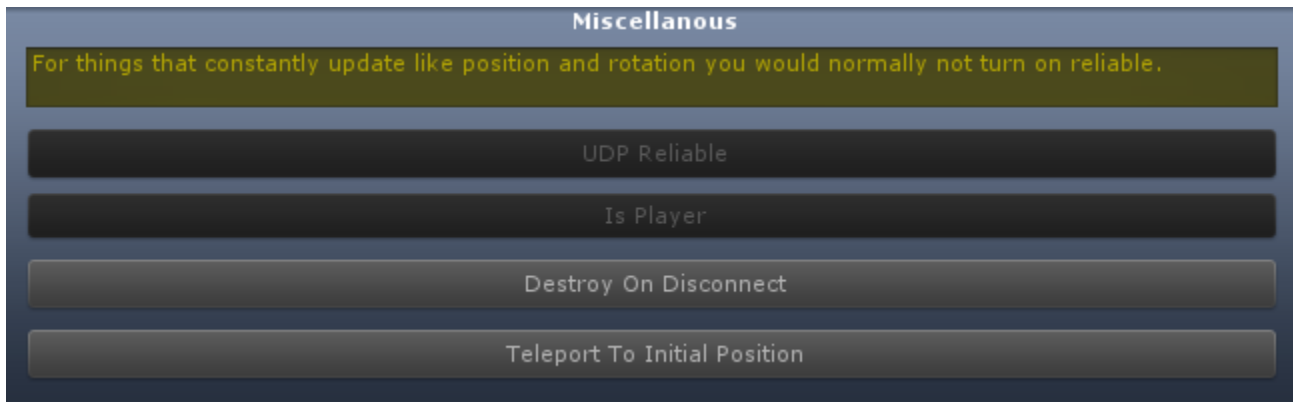 Miscellanous
For things that constantly update like position and rotation you would normally not turn on reliable.
UDP Reliable
Is Player
Destroy On Disconnect
Teleport To Initial Position